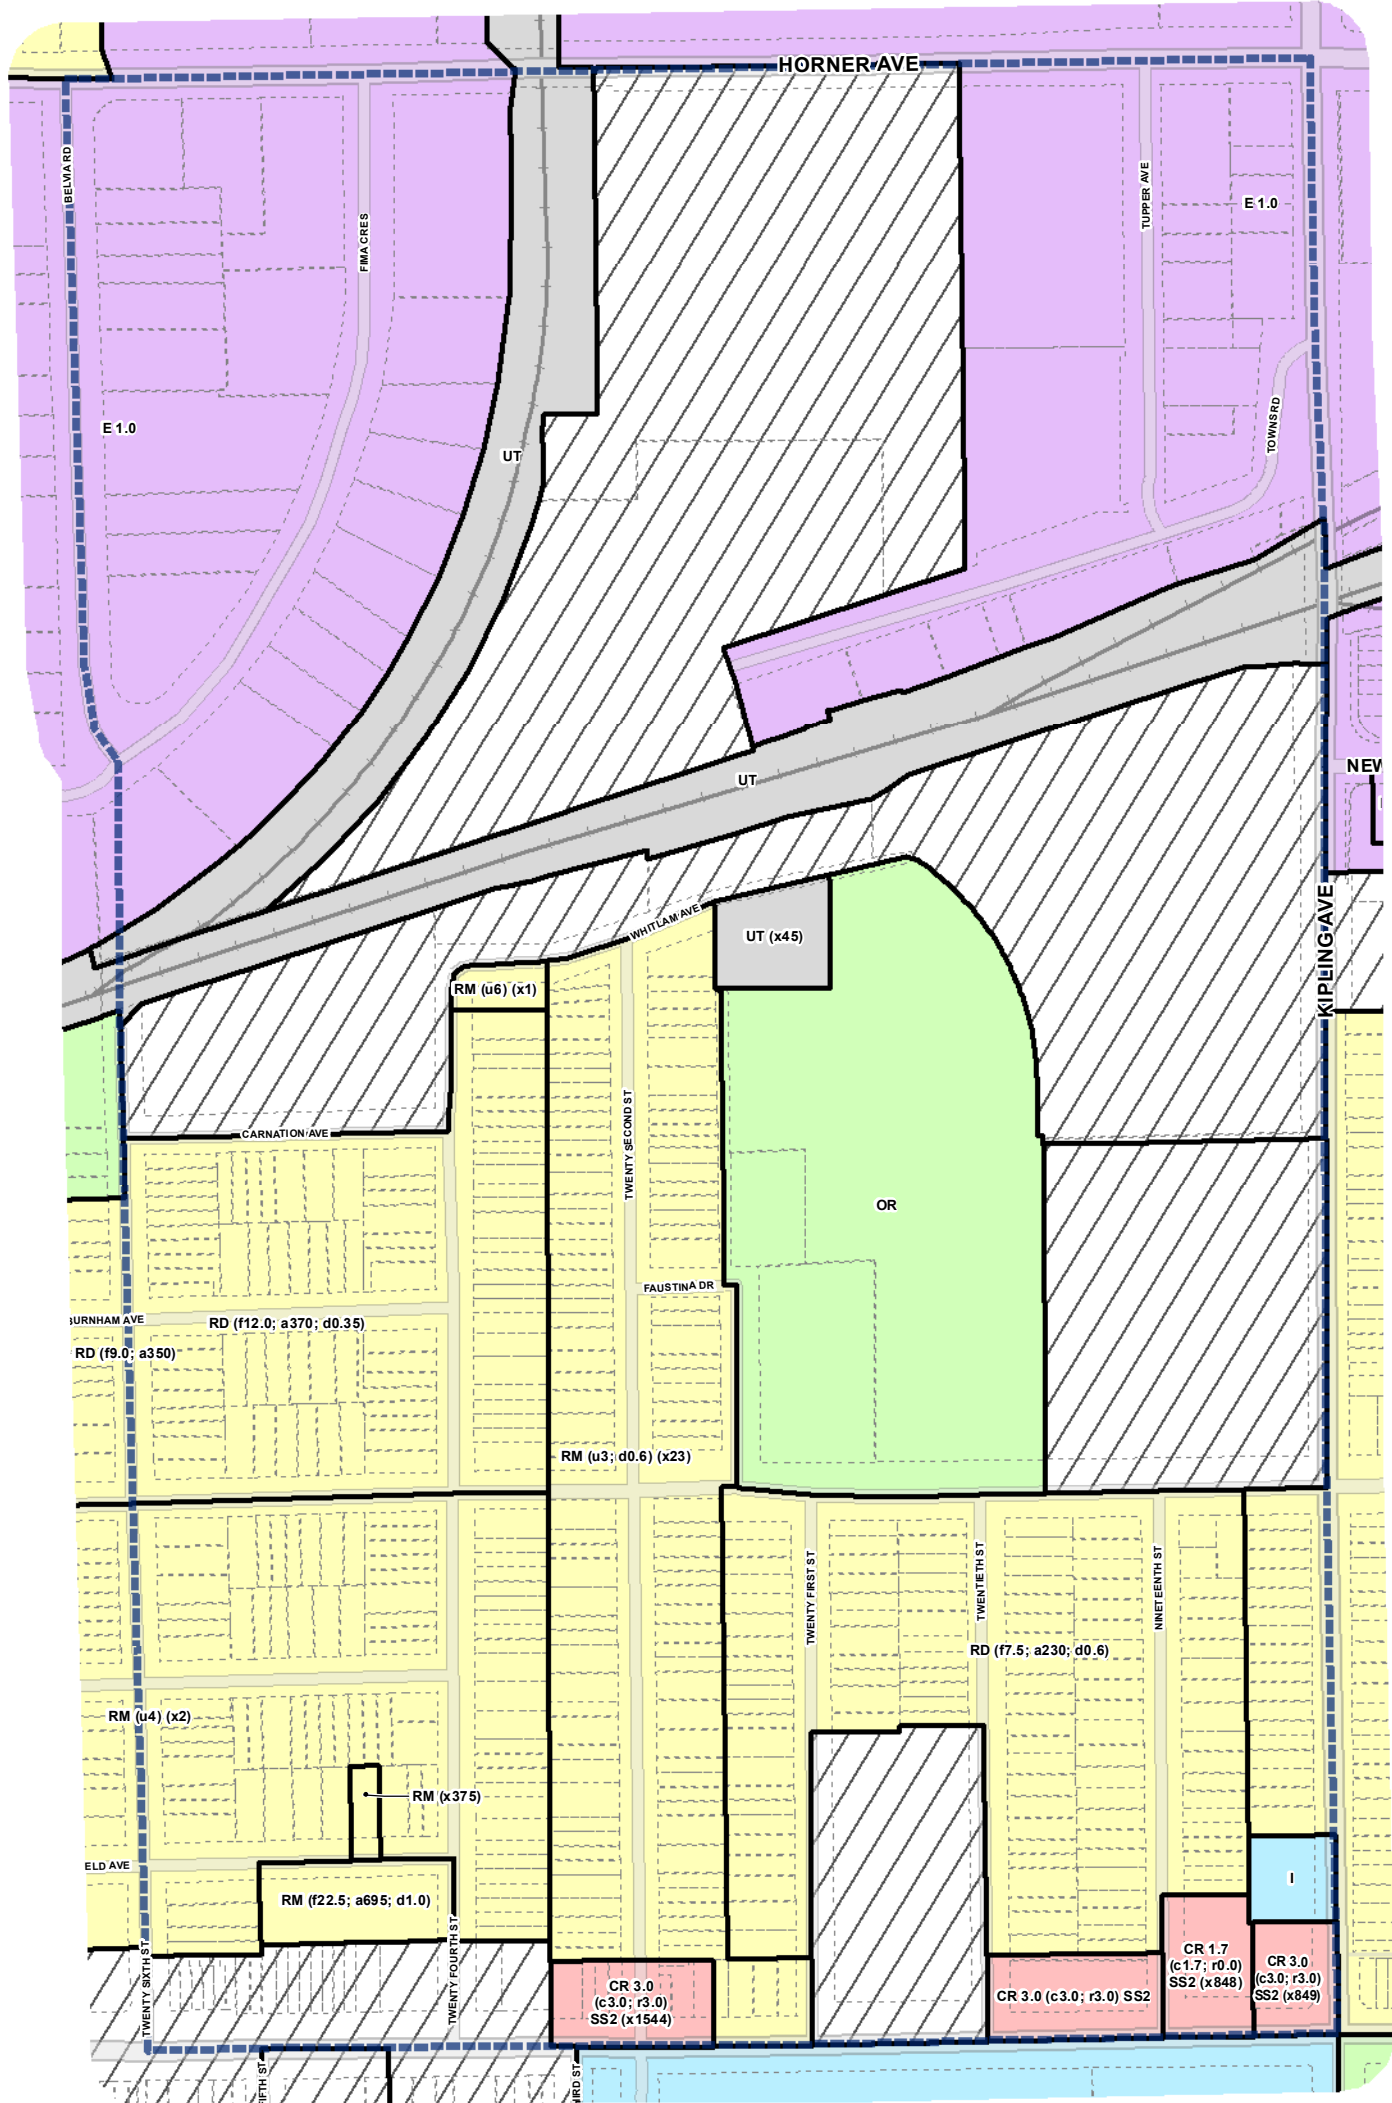 HORNER AVE
BELVIA RD
FIMA CRES
TUPPER AVE
E 1.0
TOWNS RD
E 1.0
UT
UT
NEW
KIPLING AVE
WHITLAM AVE
UT (x45)
RM (u6) (x1)
TWENTY SECOND ST
CARNATION AVE
OR
FAUSTINA DR
BURNHAM AVE
RD (f12.0; a370; d0.35)
RD (f9.0; a350)
RM (u3; d0.6) (x23)
TWENTY FIRST ST
TWENTIETH ST
NINETEENTH ST
RD (f7.5; a230; d0.6)
RM (u4) (x2)
RM (x375)
ELD AVE
RM (f22.5; a695; d1.0)
I
TWENTY SIXTH ST
TWENTY FOURTH ST
CR 3.0
(c3.0; r3.0)
SS2 (x1544)
CR 3.0 (c3.0; r3.0) SS2
CR 1.7
(c1.7; r0.0)
SS2 (x848)
CR 3.0
(c3.0; r3.0)
SS2 (x849)
FIFTH ST
IRD ST